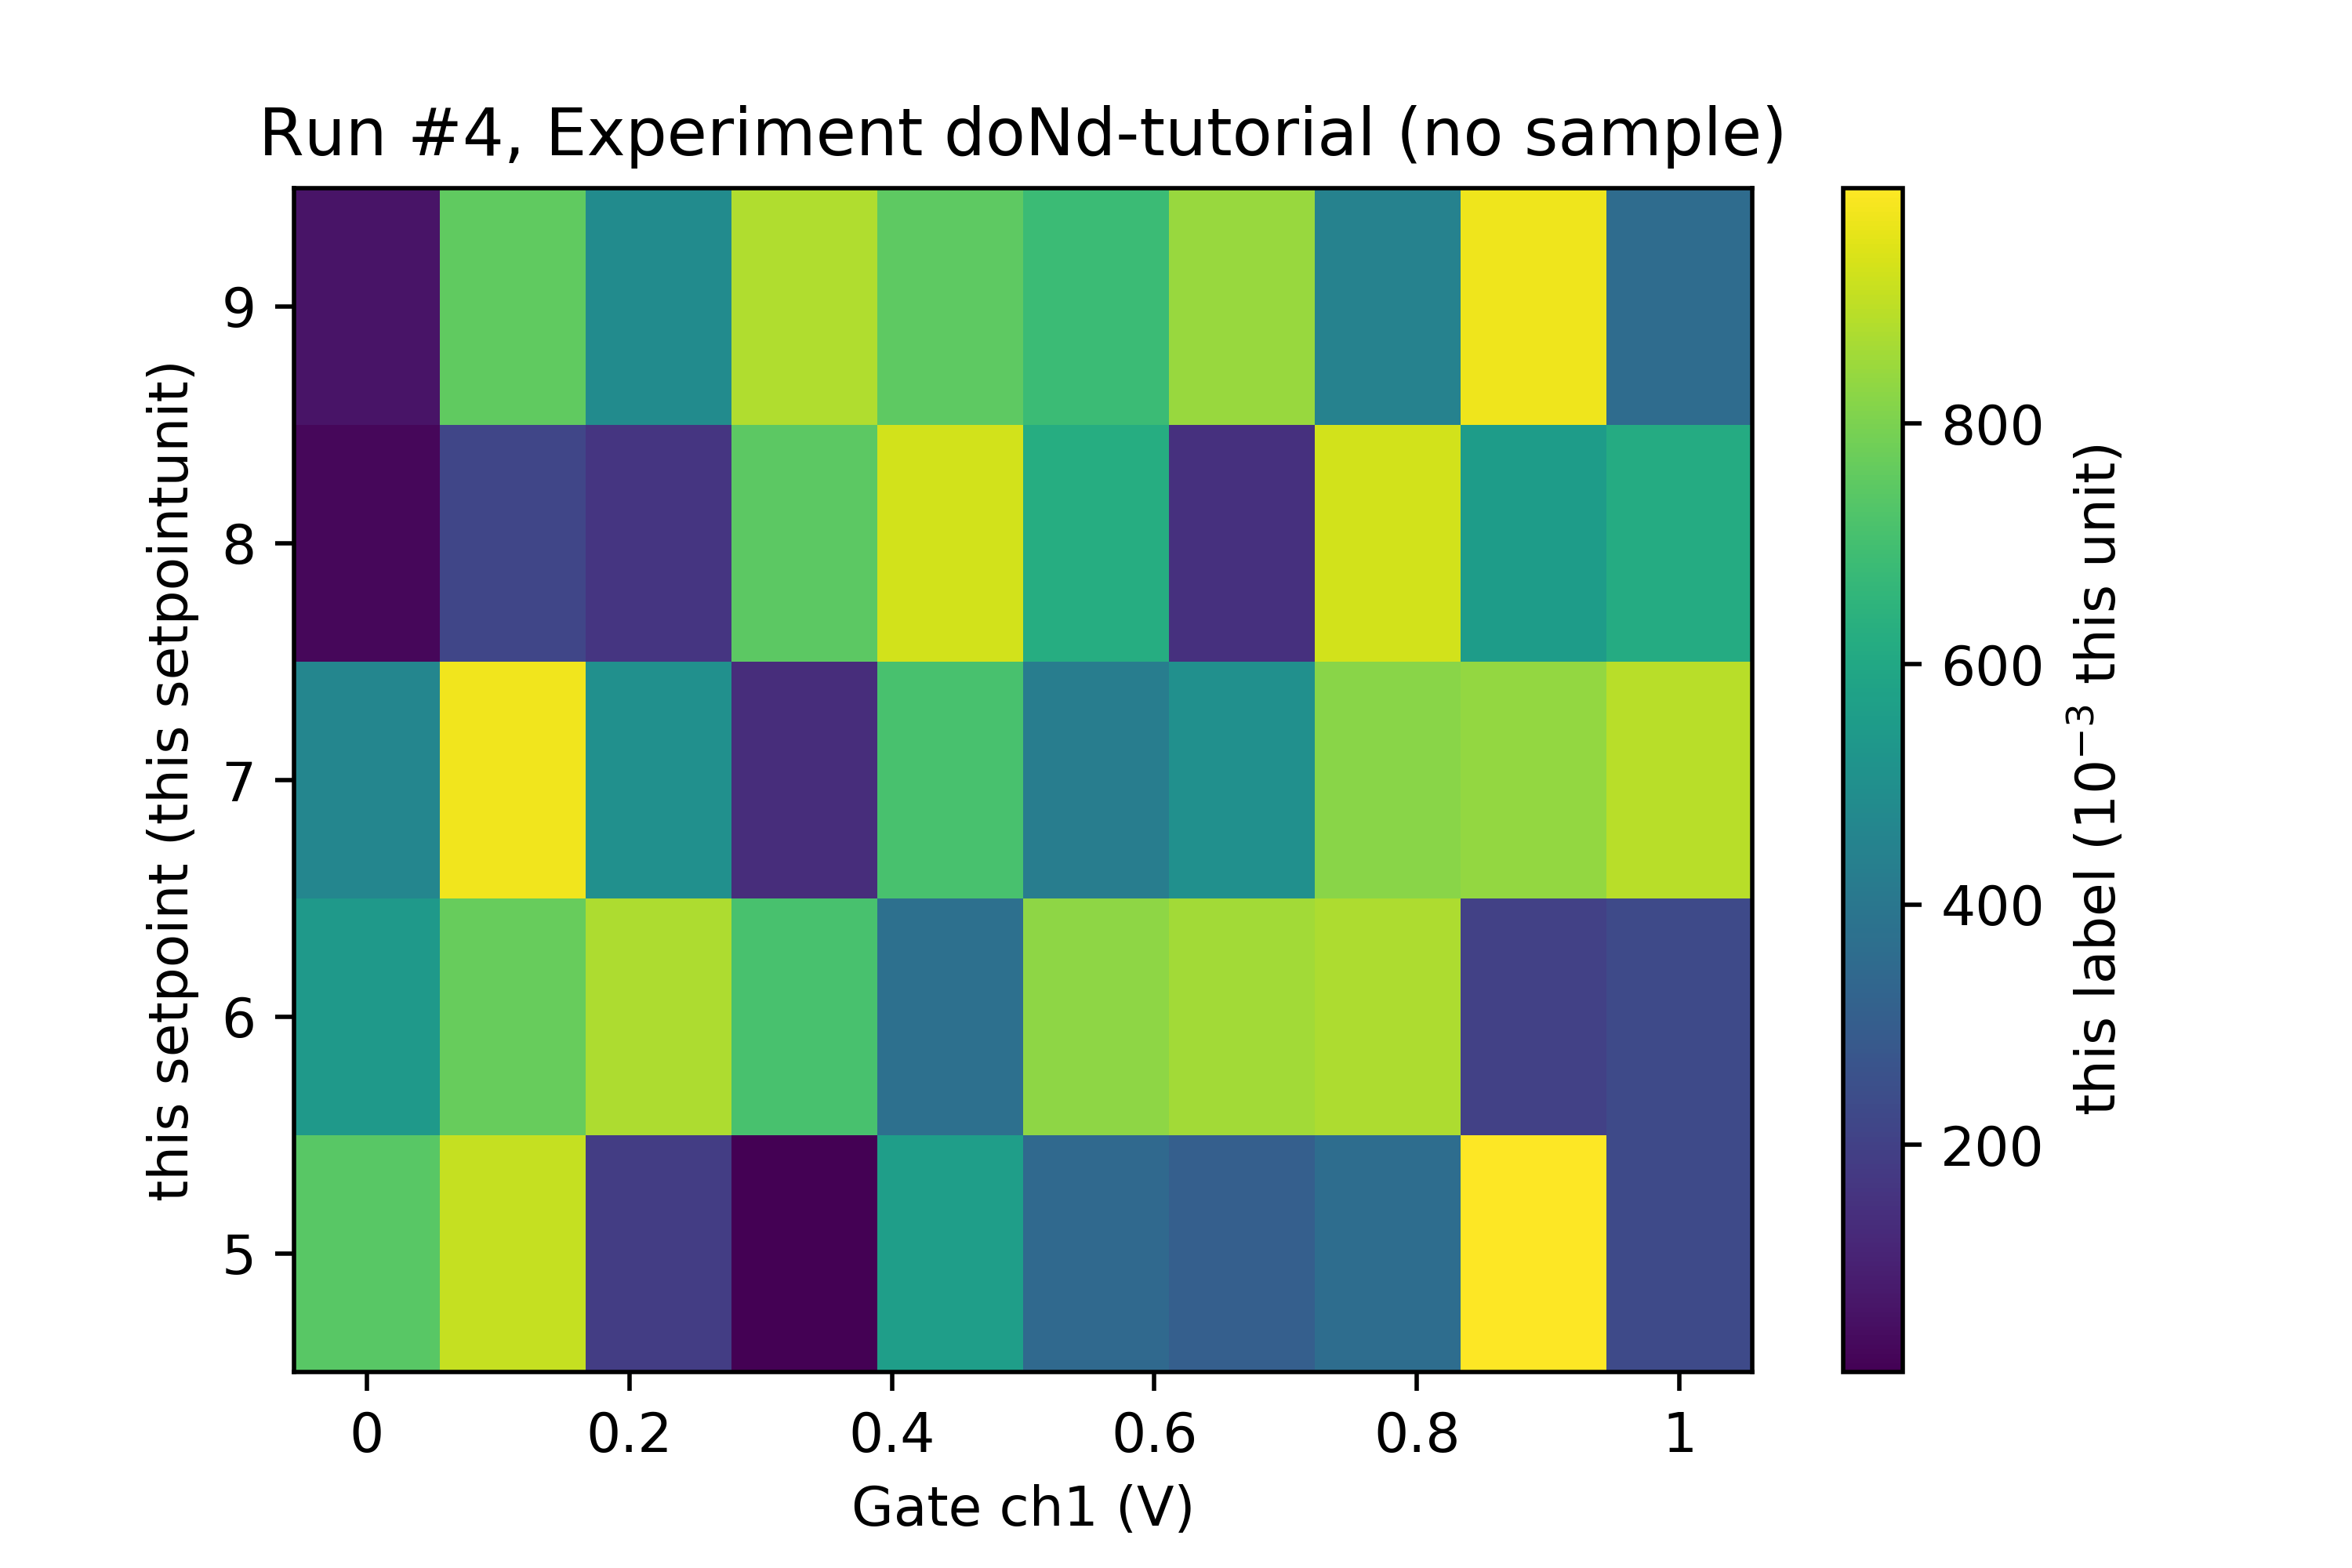 Run #4, Experiment doNd-tutorial (no sample)
this setpoint (this setpointunit)
9
8
7
6
5
0 0.2 0.4 0.6 0.8 1
Gate ch1 (V)
800
600
400
200
this label (10⁻³ this unit)